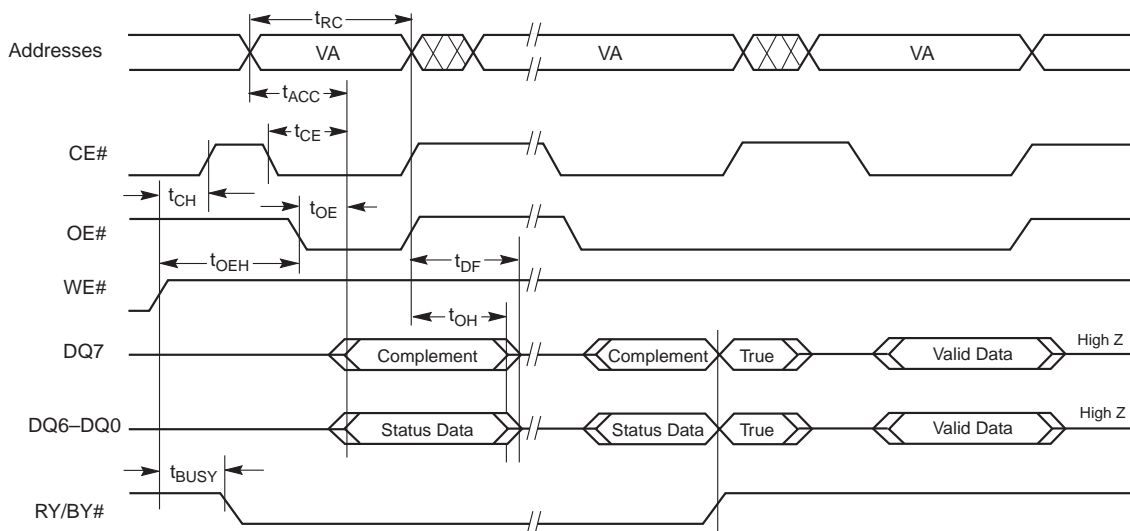 tRC
Addresses VA VA VA
tACC
tCE
CE#
tCH
tOE
OE#
tOEH
tDF
WE#
tOH
DQ7 Complement Complement True Valid Data High Z
DQ6–DQ0 Status Data Status Data True Valid Data High Z
tBUSY
RY/BY#